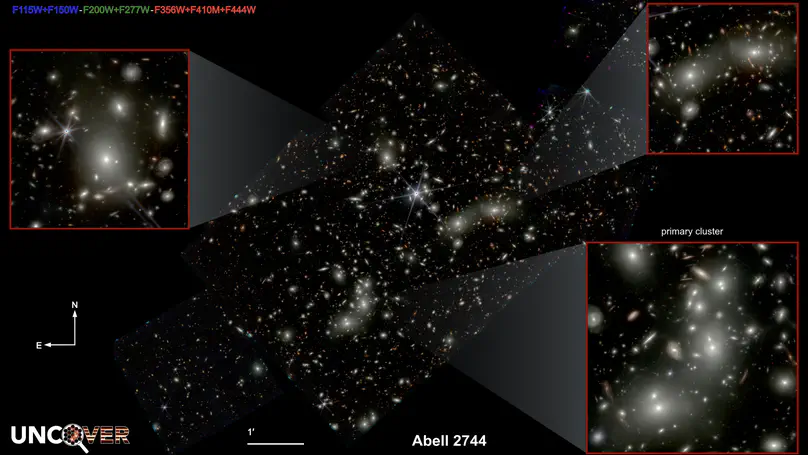 F115W+F150W-F200W+F277W-F356W+F410M+F444W
primary cluster
N
E
UNCOVER
1'
Abell 2744